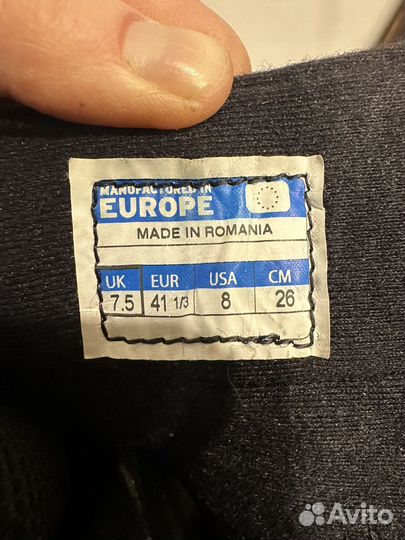 MANUFACTURED IN
EUROPE
MADE IN ROMANIA
UK EUR USA CM
7.5 41 1/3 8 26
Avito